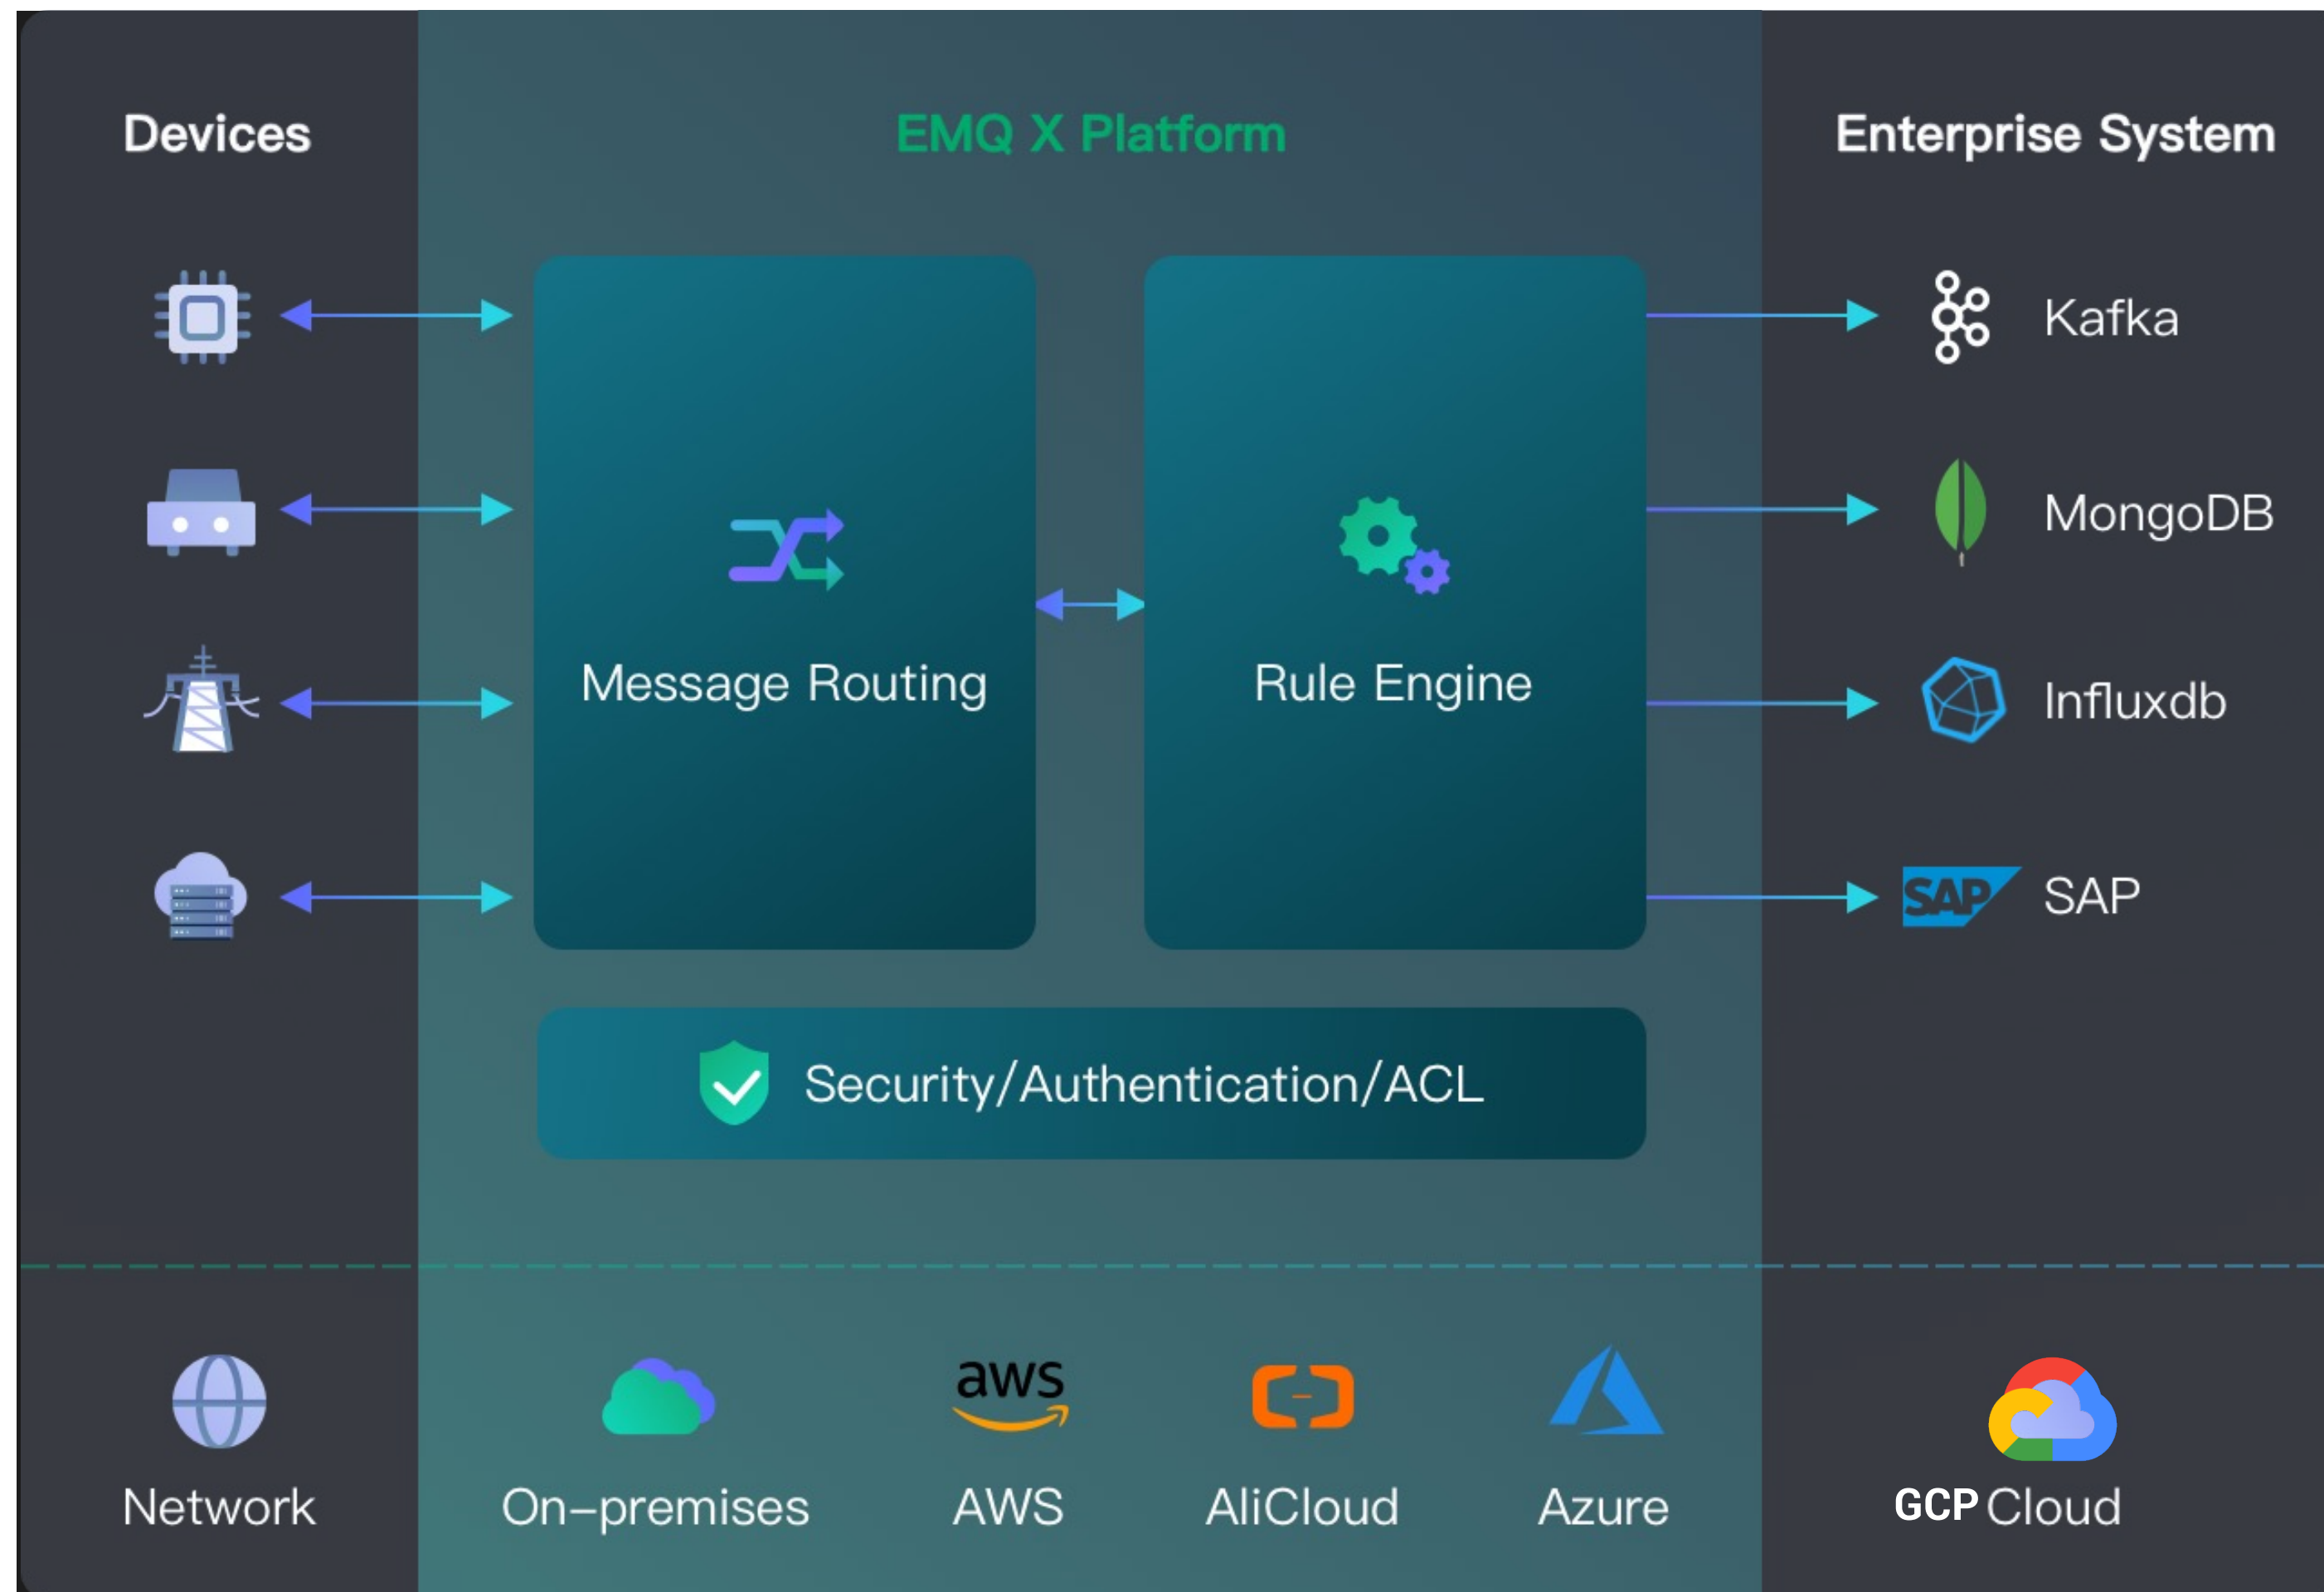 Devices
EMQ X Platform
Enterprise System
Kafka
MongoDB
Message Routing
Rule Engine
Influxdb
SAP SAP
Security/Authentication/ACL
aws
Network
On-premises
AWS
AliCloud
Azure
GCP Cloud